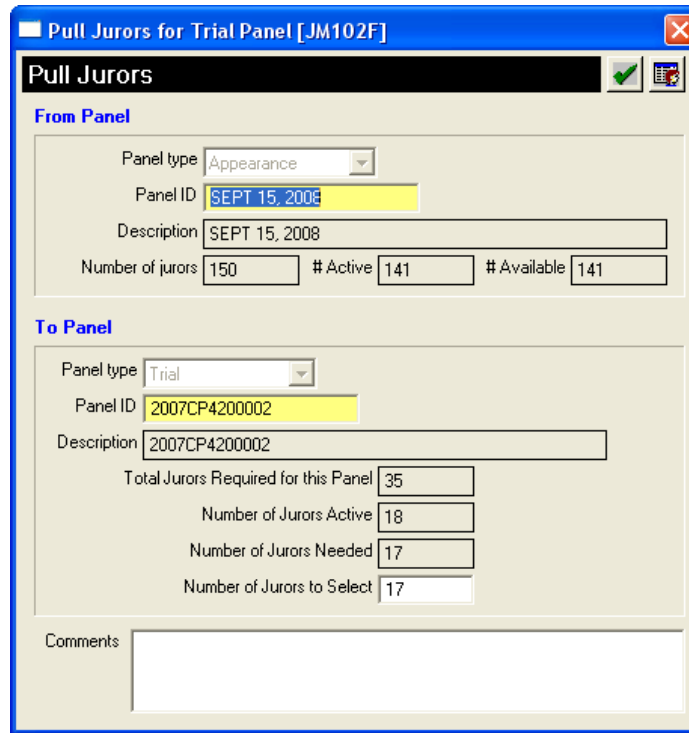 Pull Jurors for Trial Panel [JM102F]
Pull Jurors
From Panel
Panel type Appearance
Panel ID SEPT 15, 2008
Description SEPT 15, 2008
Number of jurors 150 # Active 141 # Available 141
To Panel
Panel type Trial
Panel ID 2007CP4200002
Description 2007CP4200002
Total Jurors Required for this Panel 35
Number of Jurors Active 18
Number of Jurors Needed 17
Number of Jurors to Select 17
Comments